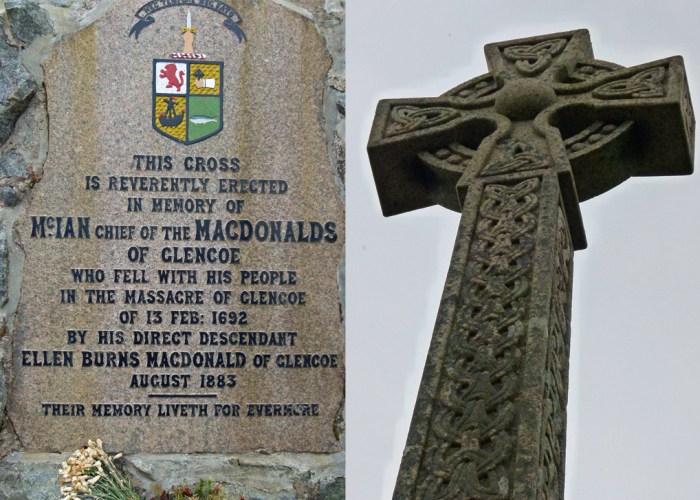 THIS CROSS
IS REVERENTLY ERECTED
IN MEMORY OF
McIAN CHIEF OF THE MACDONALDS
OF GLENCOE
WHO FELL WITH HIS PEOPLE
IN THE MASSACRE OF GLENCOE
OF 13 FEB: 1692
BY HIS DIRECT DESCENDANT
ELLEN BURNS MACDONALD OF GLENCOE
AUGUST 1883
THEIR MEMORY LIVETH FOR EVERMORE